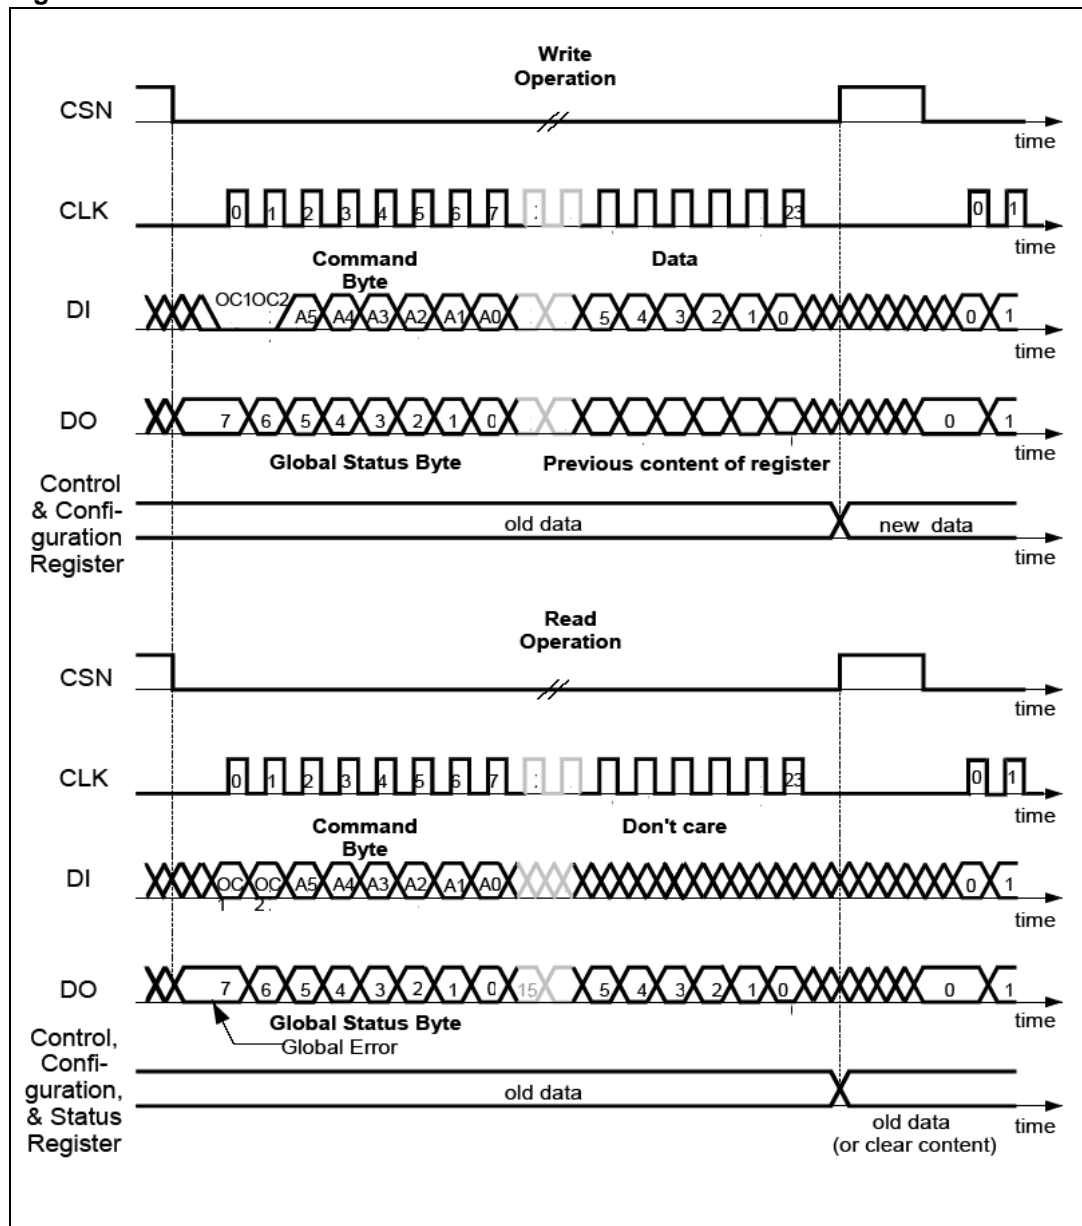 Write
Operation
CSN
time
CLK
0 1 2 3 4 5 6 7 23 0 1
time
Command
Byte
Data
DI
OC1OC2 A5 A4 A3 A2 A1 A0 5 4 3 2 1 0 0 1
time
DO
7 6 5 4 3 2 1 0 0 1
time
Global Status Byte
Previous content of register
Control
& Confi-
guration
Register
old data
new data
time
Read
Operation
CSN
time
CLK
0 1 2 3 4 5 6 7 23 0 1
time
Command
Byte
Don't care
DI
OC
1
OC
2
A5 A4 A3 A2 A1 A0 0 1
time
DO
7 6 5 4 3 2 1 0 15 5 4 3 2 1 0 0 1
time
Global Status Byte
Global Error
Control,
Confi-
guration,
& Status
Register
old data
old data
(or clear content)
time